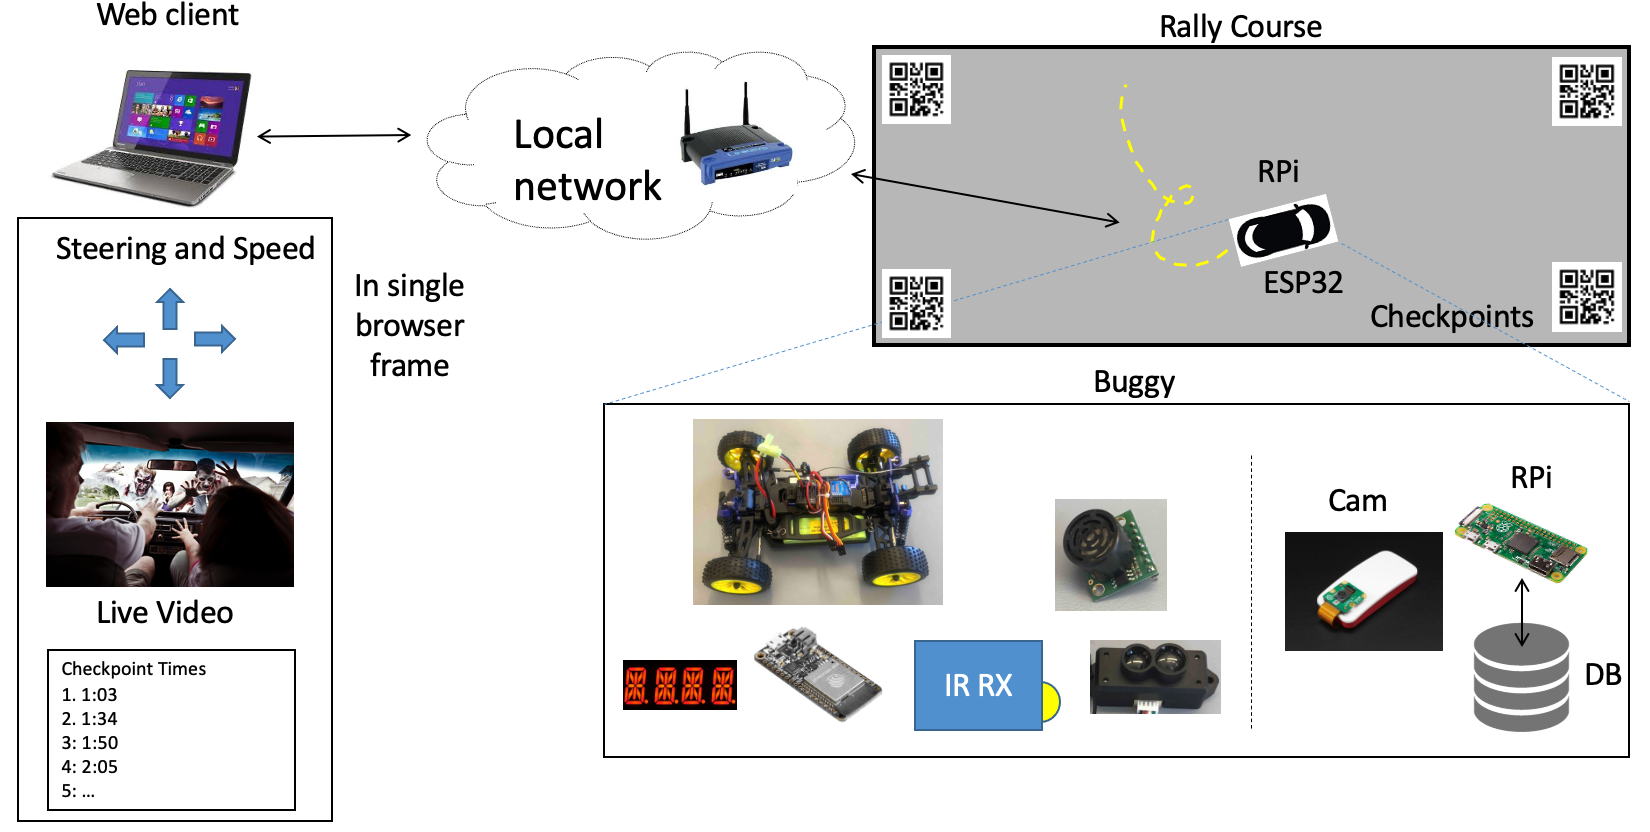 Web client
Rally Course
Local
network
RPi
ESP32
Checkpoints
Steering and Speed
In single
browser
frame
Live Video
Checkpoint Times
1. 1:03
2. 1:34
3: 1:50
4: 2:05
5: ...
Buggy
IR RX
Cam
RPi
DB